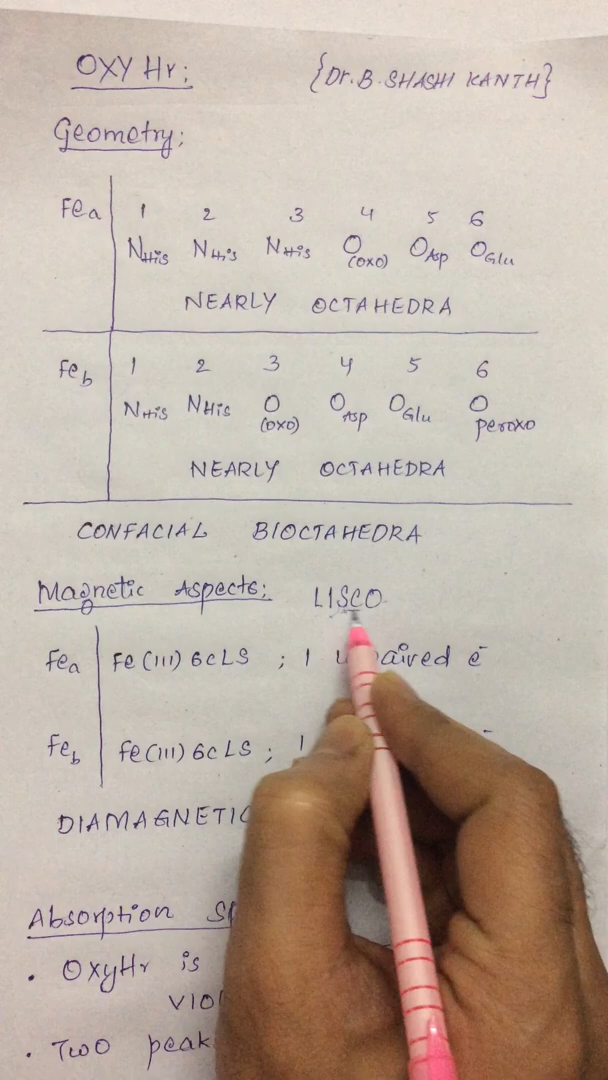 OXY Hr; {Dr. B. SHASHI KANTH}
Geometry;
Fea 1 2 3 4 5 6
NHis NHis NHis O(OXO) OAsp OGlu
NEARLY OCTAHEDRA
Feb 1 2 3 4 5 6
NHis NHis O(OXO) OAsp OGlu Operoxo
NEARLY OCTAHEDRA
CONFACIAL BIOCTAHEDRA
Magnetic Aspects: LISCO
Fea Fe(III) 6C LS ; 1 e-
Feb Fe(III) 6C LS ; 1
DIAMAGNETIC
Absorption
• OxyHr is
• Two peak